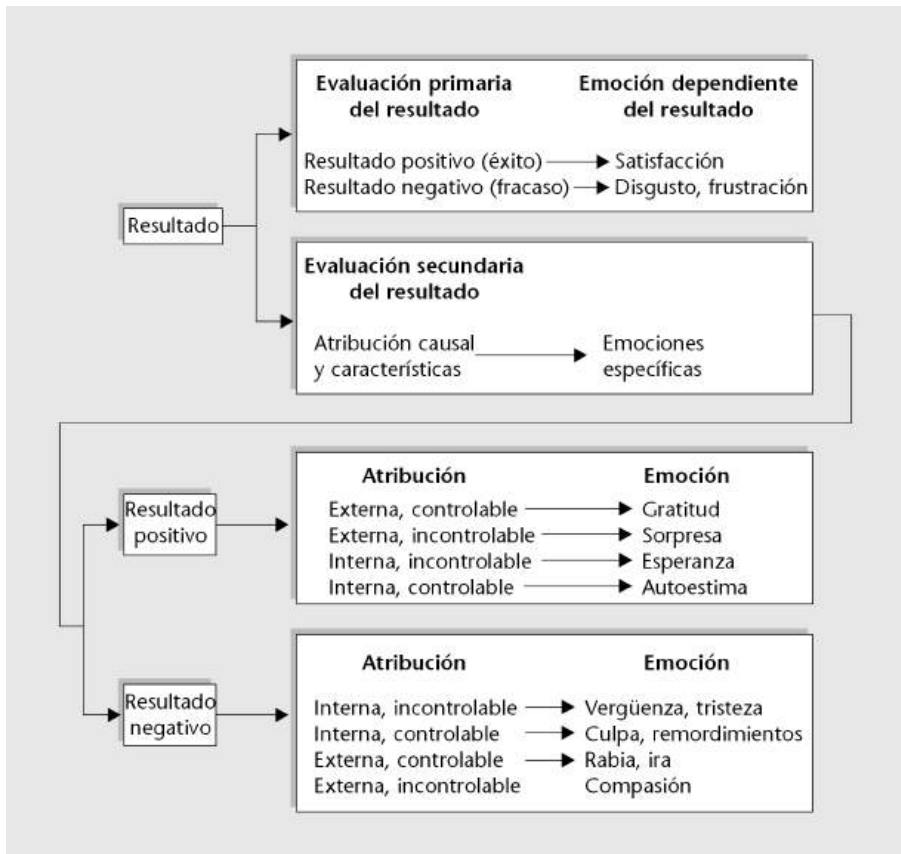 Evaluación primaria
del resultado
Emoción dependiente
del resultado
Resultado positivo (éxito) Satisfacción
Resultado negativo (fracaso) Disgusto, frustración
Resultado
Evaluación secundaria
del resultado
Atribución causal
y características
Emociones
específicas
Resultado
positivo
Atribución Emoción
Externa, controlable Gratitud
Externa, incontrolable Sorpresa
Interna, incontrolable Esperanza
Interna, controlable Autoestima
Resultado
negativo
Atribución Emoción
Interna, incontrolable Vergüenza, tristeza
Interna, controlable Culpa, remordimientos
Externa, controlable Rabia, ira
Externa, incontrolable Compasión